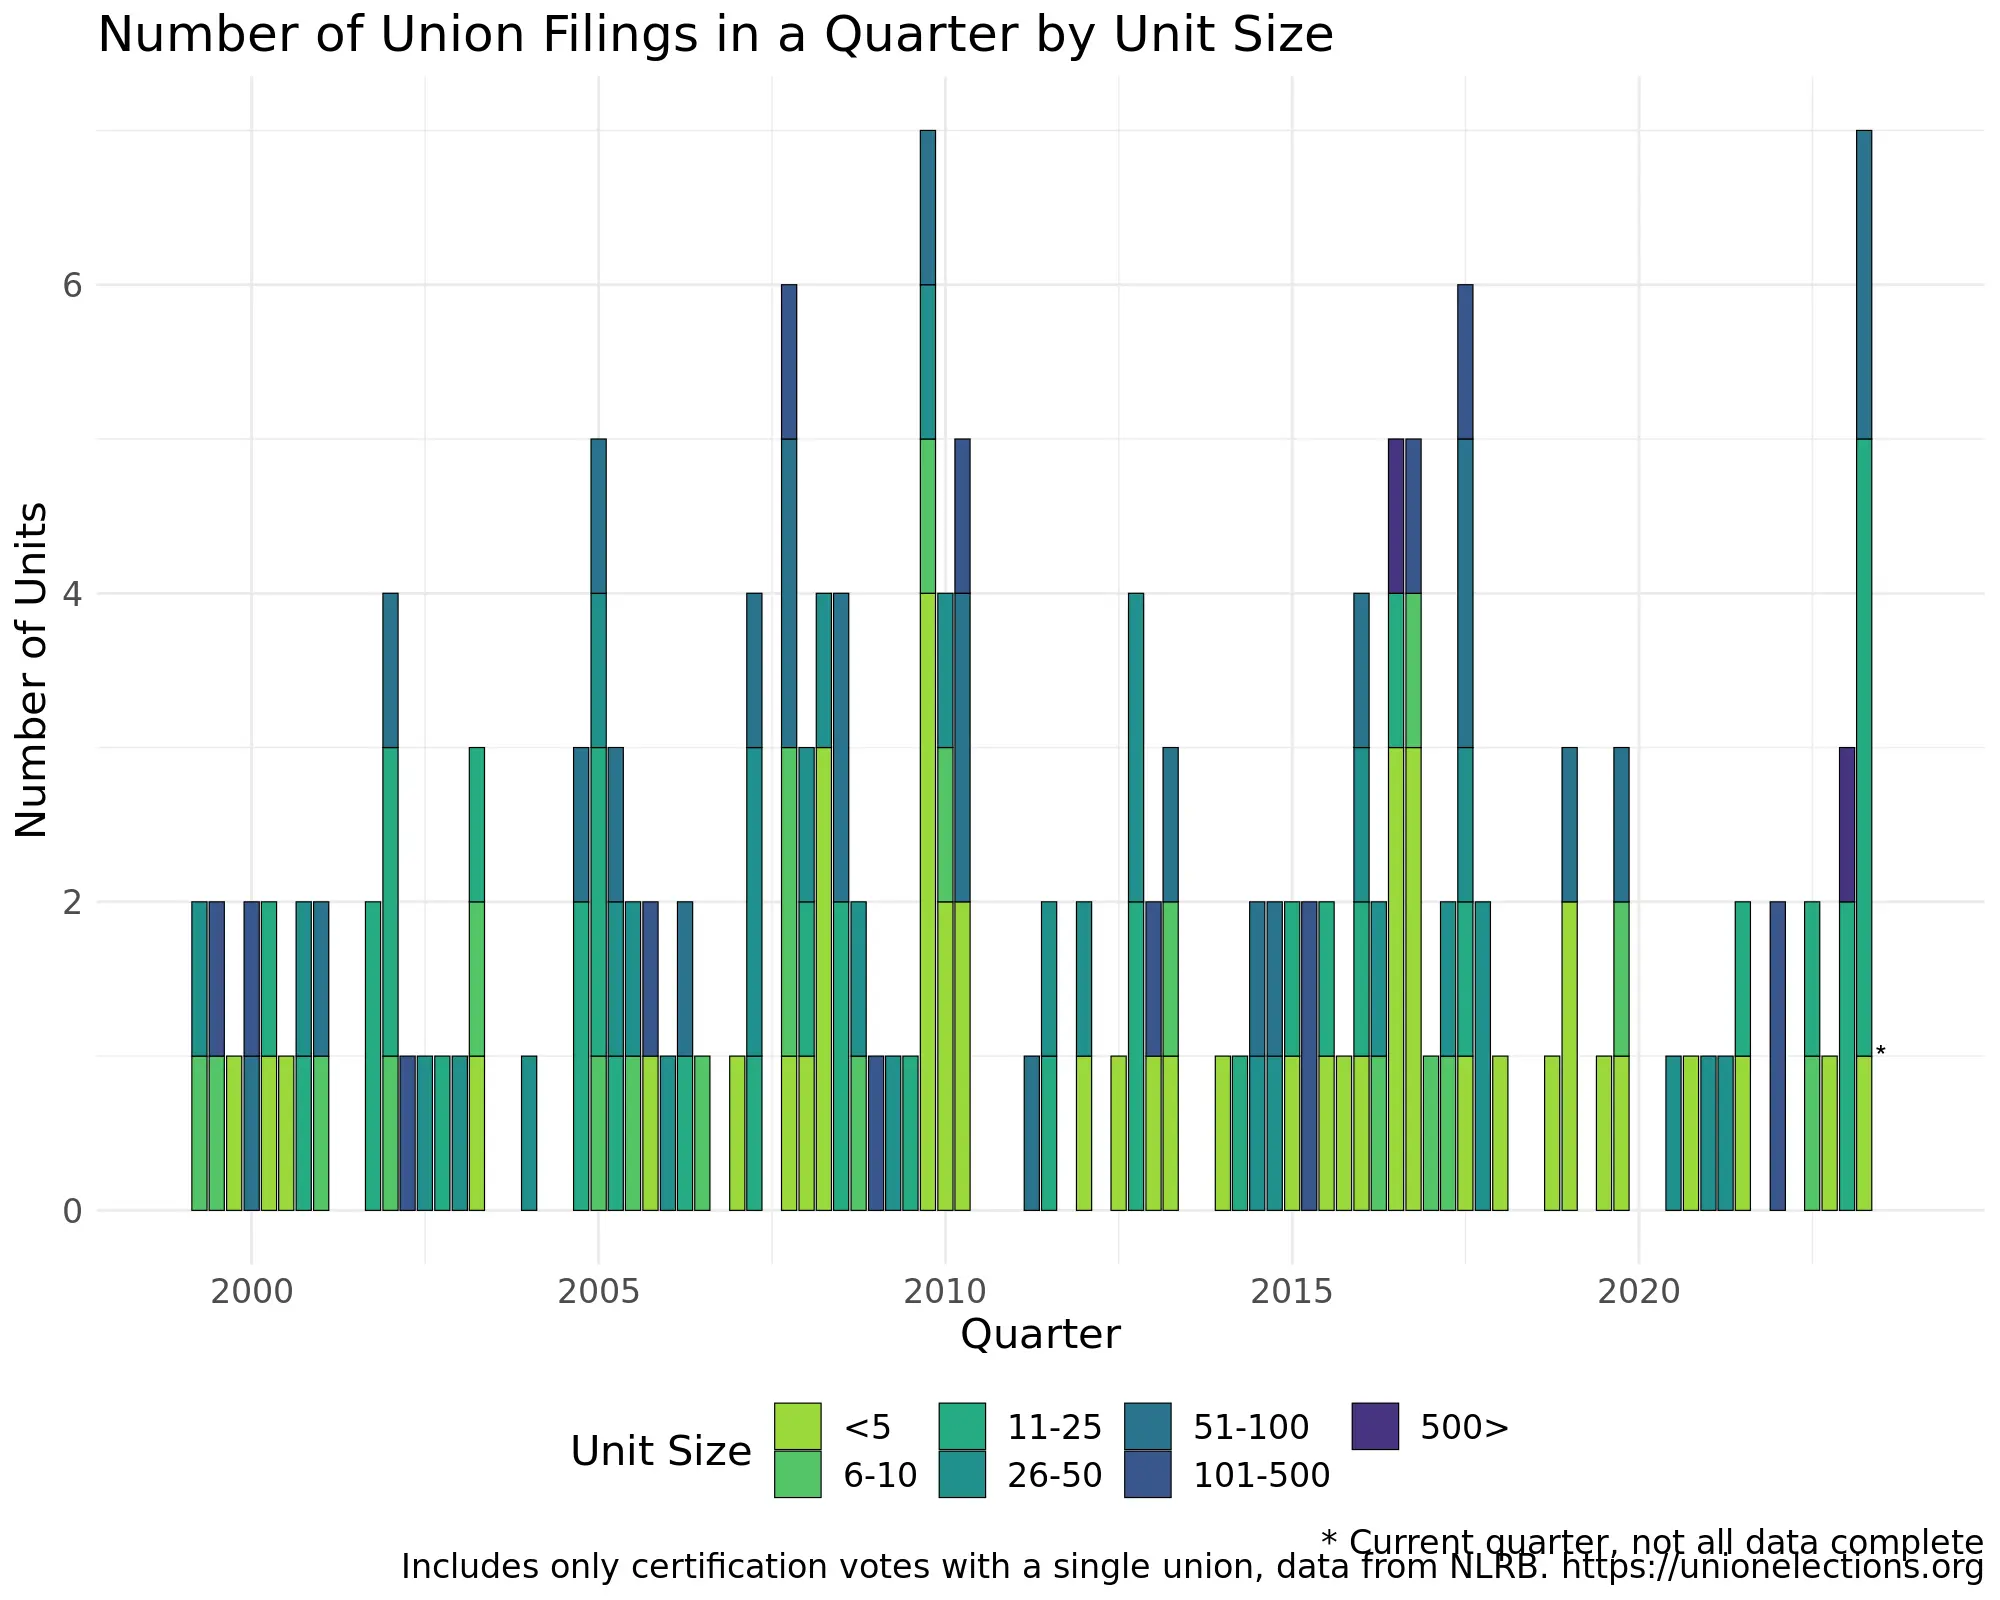 Number of Union Filings in a Quarter by Unit Size
Number of Units
6
4
2
0
*
2000 2005 2010 2015 2020
Quarter
Unit Size
<5 11-25 51-100 500>
6-10 26-50 101-500
* Current quarter, not all data complete
Includes only certification votes with a single union, data from NLRB. https://unionelections.org